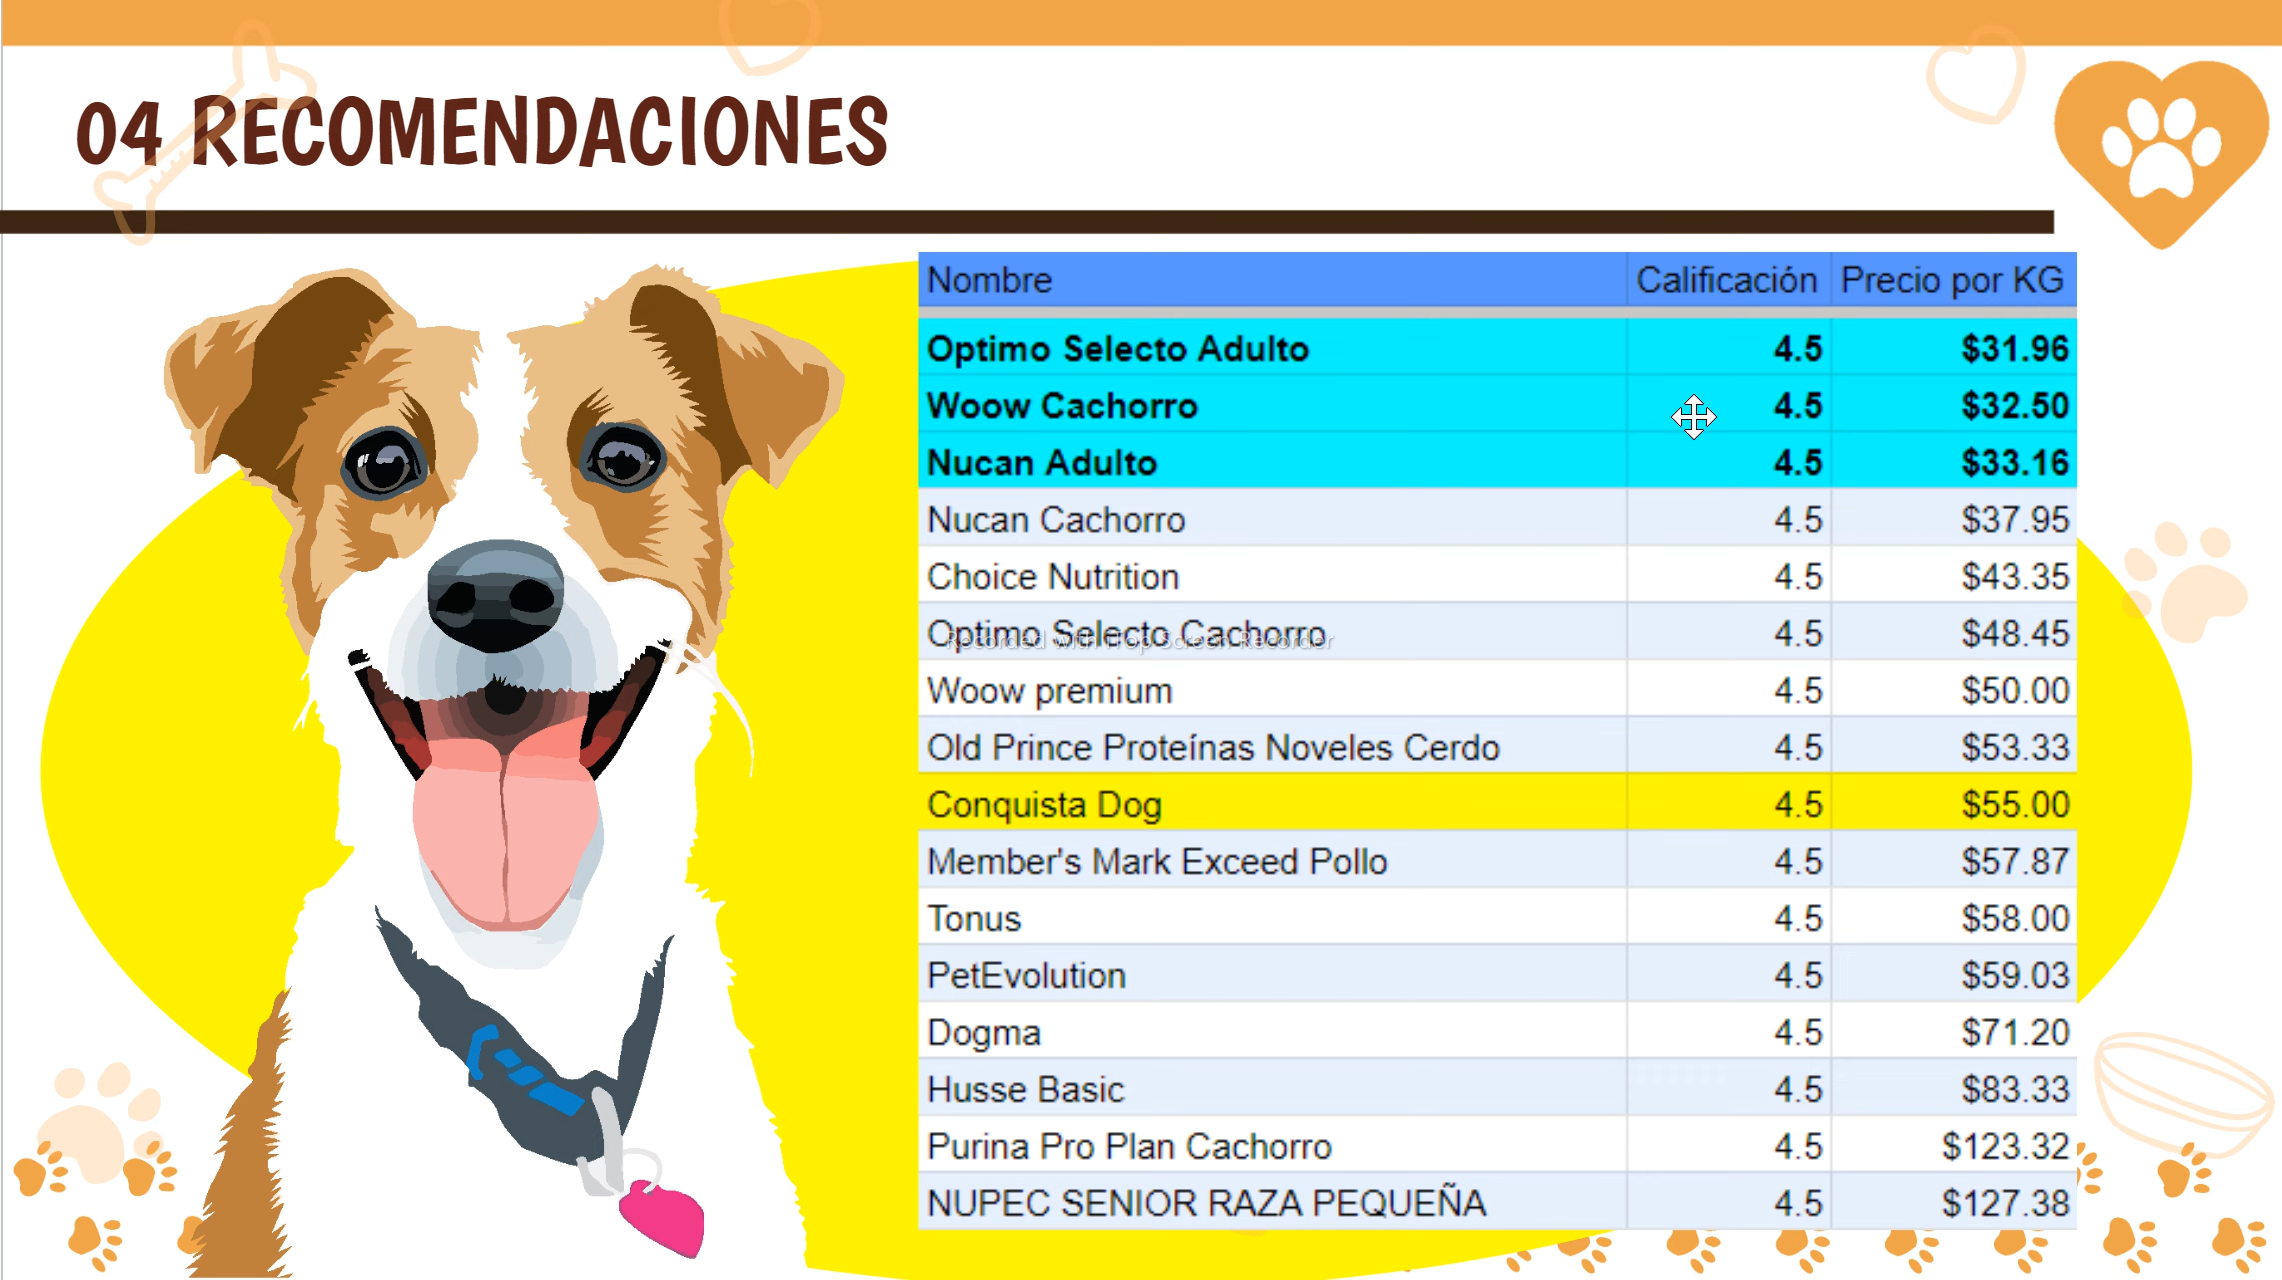 04 RECOMENDACIONES
Nombre Calificación Precio por KG
Optimo Selecto Adulto 4.5 $31.96
Woow Cachorro 4.5 $32.50
Nucan Adulto 4.5 $33.16
Nucan Cachorro 4.5 $37.95
Choice Nutrition 4.5 $43.35
Optimo Selecto Cachorro 4.5 $48.45
Recorded with iTop Screen Recorder
Woow premium 4.5 $50.00
Old Prince Proteínas Noveles Cerdo 4.5 $53.33
Conquista Dog 4.5 $55.00
Member's Mark Exceed Pollo 4.5 $57.87
Tonus 4.5 $58.00
PetEvolution 4.5 $59.03
Dogma 4.5 $71.20
Husse Basic 4.5 $83.33
Purina Pro Plan Cachorro 4.5 $123.32
NUPEC SENIOR RAZA PEQUEÑA 4.5 $127.38